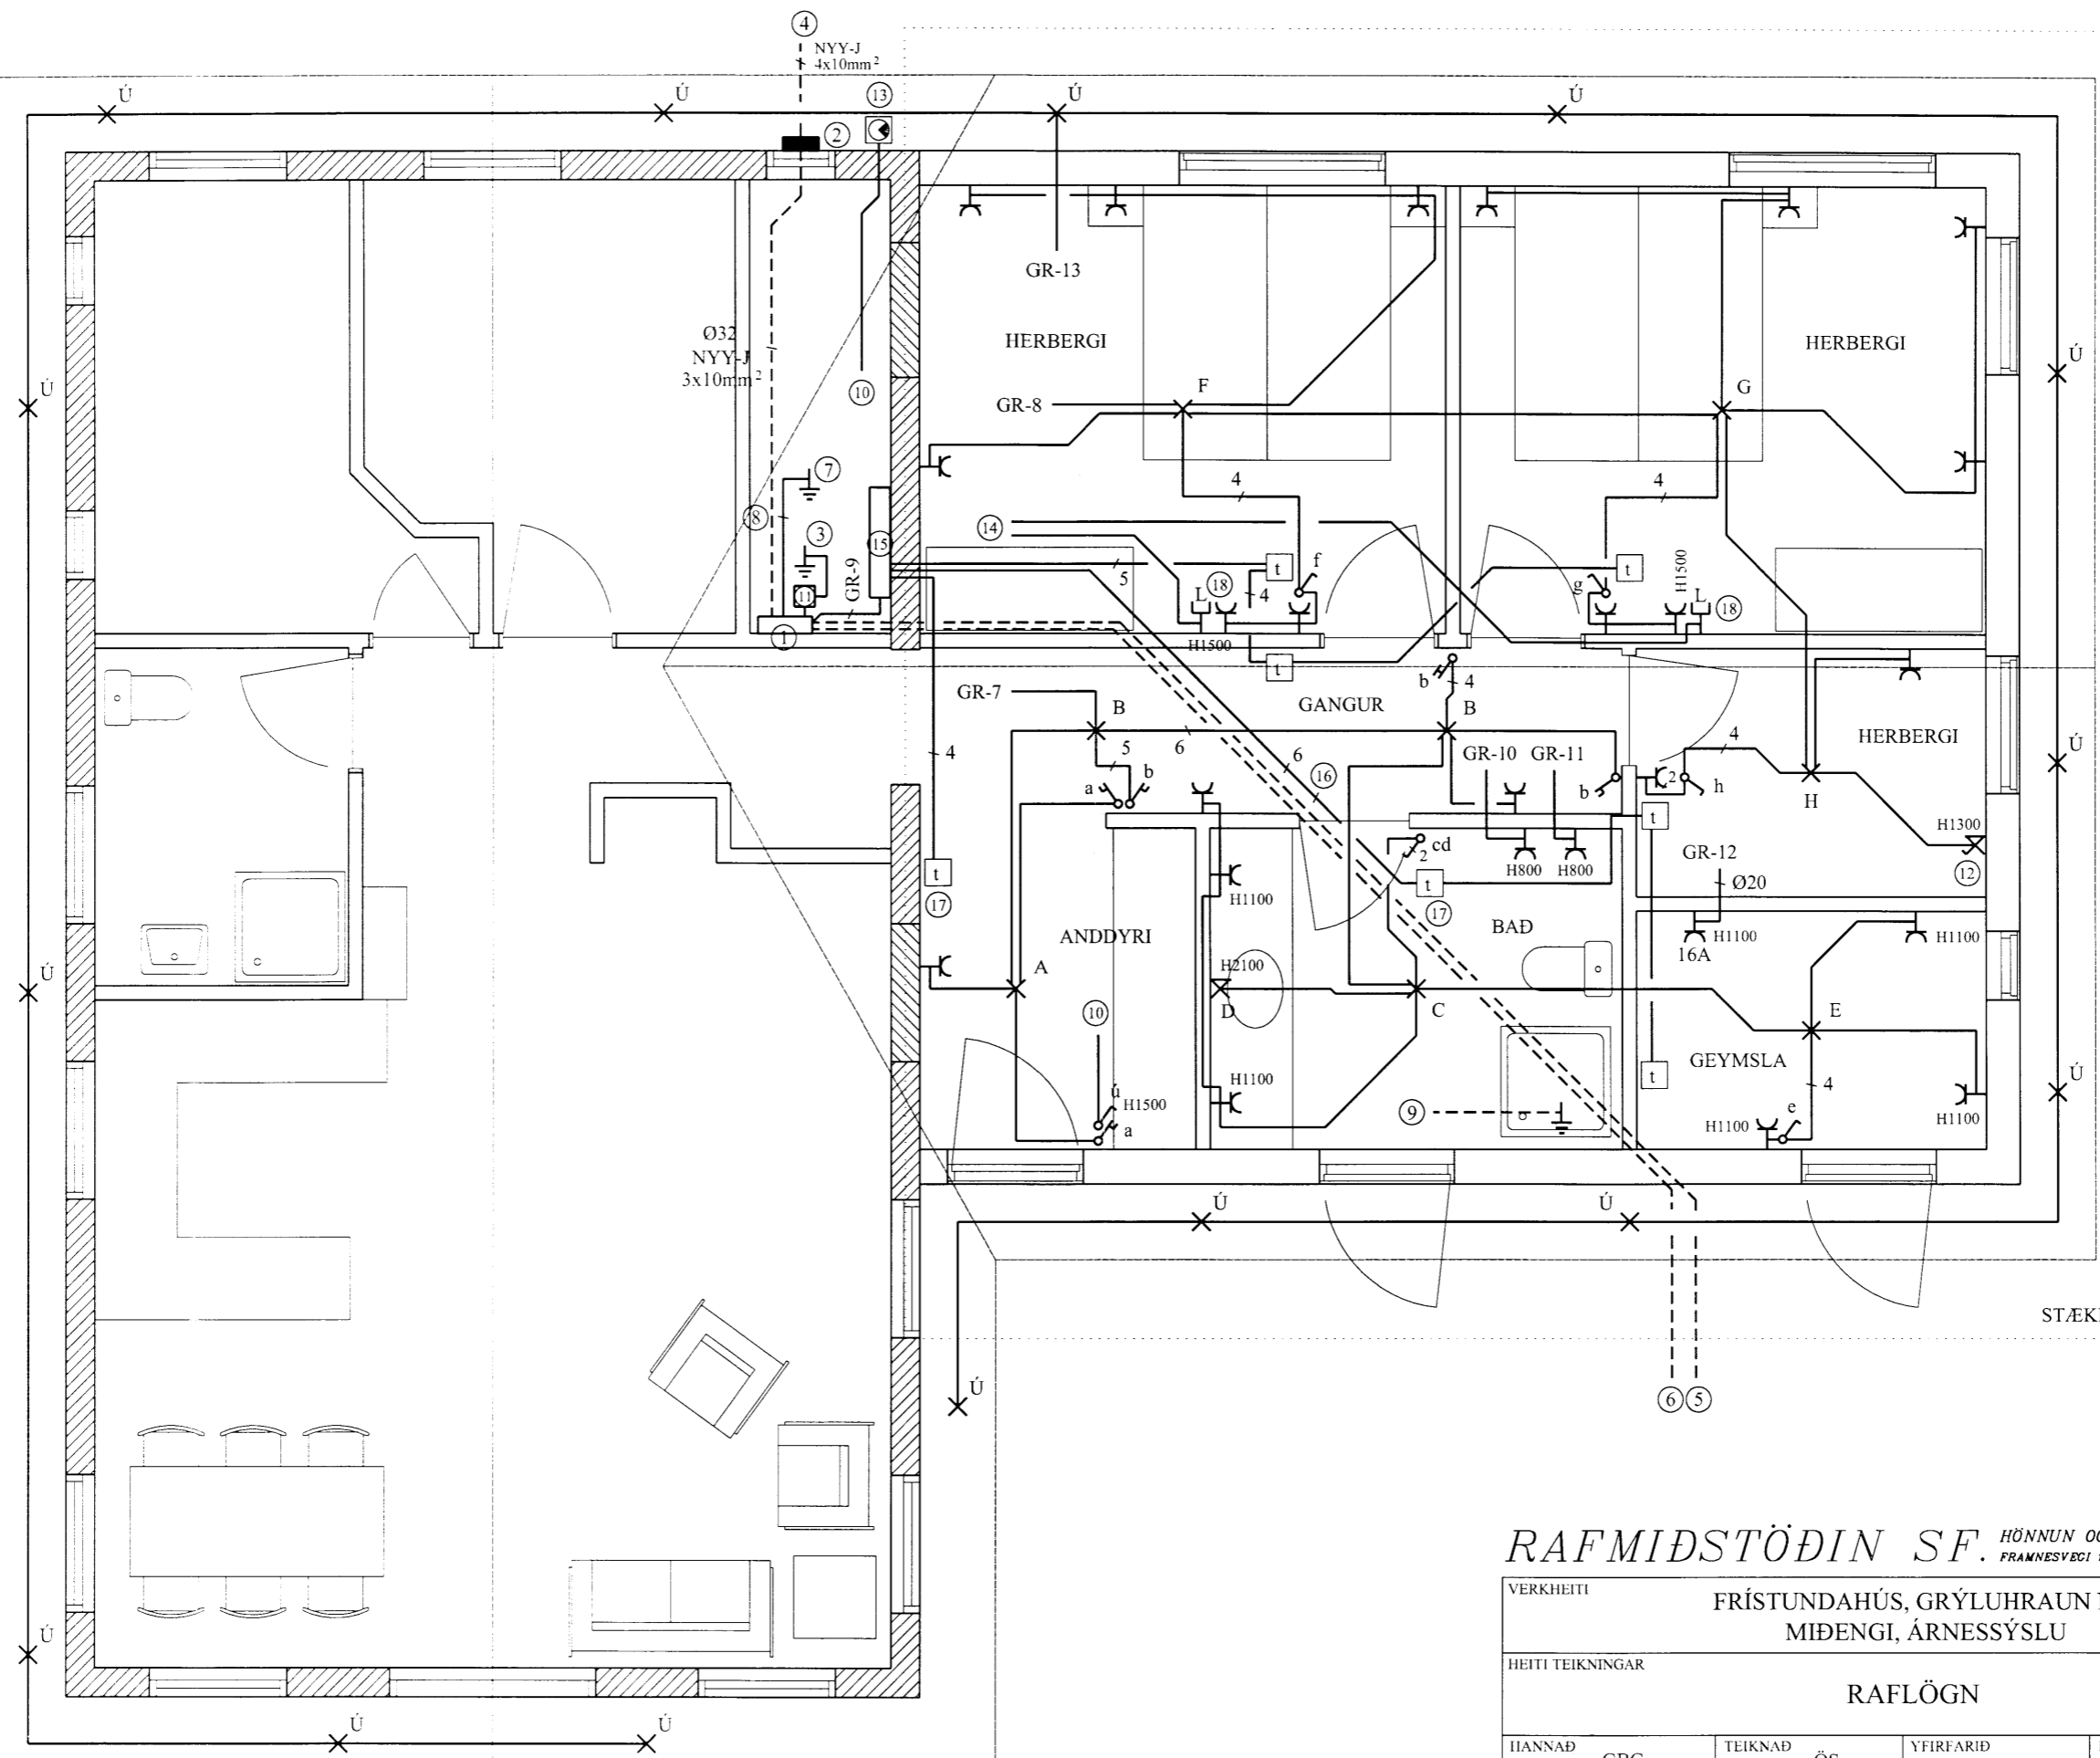 4
NYY-J
4x10mm²
13
2
Ú
Ú
Ú
Ú
GR-13
Ø32
NYY-J
3x10mm²
10
HERBERGI
HERBERGI
Ú
Ú
F
G
GR-8
4
4
7
8
3
15
14
GR-9
11
1
5
t
f
18
L
4
H1500
t
g
t
H1500
L
18
b
4
GR-7
GANGUR
B
B
6
5
6
16
4
a
b
GR-10
GR-11
b
2
h
4
HERBERGI
H
Ú
H1300
12
t
17
cd
2
t
17
H800
H800
t
GR-12
Ø20
H1100
ANDDYRI
BAÐ
16A
H1100
H1100
A
H2100
D
C
E
Ú
10
GEYMSLA
t
ú
H1500
a
H1100
9
4
e
H1100
H1100
Ú
Ú
Ú
Ú
6
5
STÆK
Ú
Ú
Ú
RAFMIÐSTÖÐIN SF.
HÖNNUN
FRAMNESVEGI
VERKHEITI
FRÍSTUNDAHÚS, GRÝLUHRAUN
MIÐENGI, ÁRNESSÝSLU
HEITI TEIKNINGAR
RAFLÖGN
HANNAÐ
TEIKNAÐ
YFIRFARIÐ